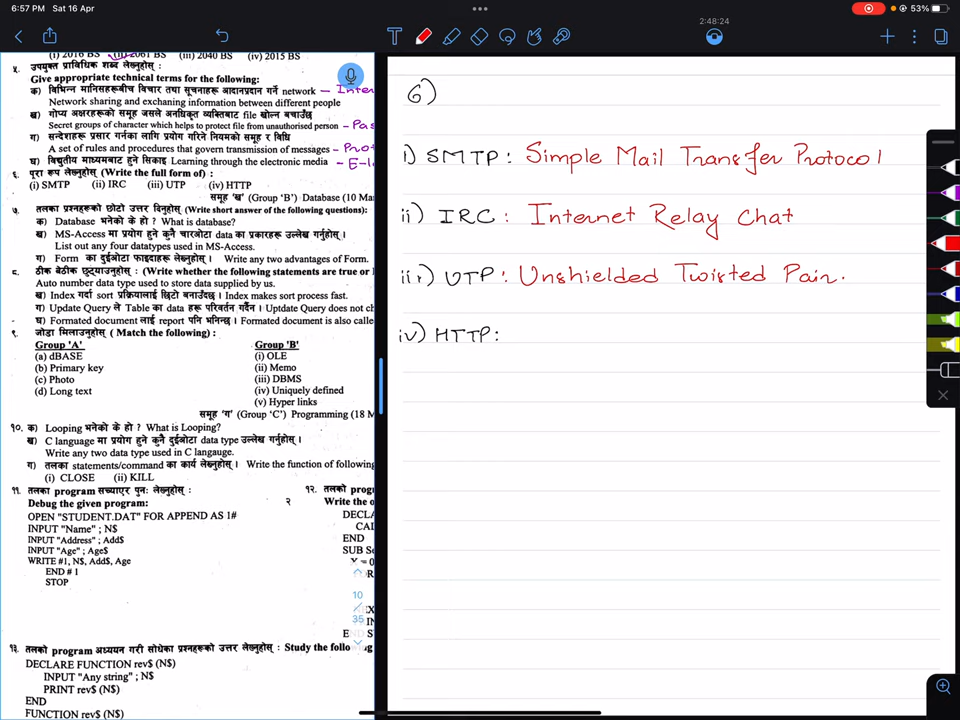 6:57 PM Sat 16 Apr
53%
2:48:24
(i) 2016 BS (ii) 2061 BS (iii) 2040 BS (iv) 2015 BS
५. उपयुक्त प्राविधिक शब्द लेख्नुहोस् :
Give appropriate technical terms for the following:
क) विभिन्न मानिसहरूबीच विचार तथा सूचनाहरू आदानप्रदान गर्ने network – Inter
Network sharing and exchaning information between different people
ख) गोप्य अक्षरहरूको समूह जसले अनधिकृत व्यक्तिबाट file खोल्न बचाउँछ
Secret groups of character which helps to protect file from unauthorised person – Pas
ग) सन्देशहरू प्रसार गर्नका लागि प्रयोग गरिने नियमको समूह र विधि
A set of rules and procedures that govern transmission of messages – Prot
घ) विद्युतीय माध्यमबाट हुने सिकाइ Learning through the electronic media – E-l
६. पूरा रूप लेख्नुहोस् (Write the full form of) :
(i) SMTP (ii) IRC (iii) UTP (iv) HTTP
समूह 'ख' (Group 'B') Database (10 Ma
७. तलका प्रश्नहरूको छोटो उत्तर दिनुहोस् (Write short answer of the following questions):
क) Database भनेको के हो ? What is database?
ख) MS-Access मा प्रयोग हुने कुनै चारओटा data का प्रकारहरू उल्लेख गर्नुहोस् ।
List out any four datatypes used in MS-Access.
ग) Form का दुईओटा फाइदाहरू लेख्नुहोस् । Write any two advantages of Form.
८. ठीक बेठीक छुट्याउनुहोस् : (Write whether the following statements are true or
Auto number data type used to store data supplied by us.
ख) Index गर्दा sort प्रक्रियालाई छिटो बनाउँदछ । Index makes sort process fast.
ग) Update Query ले Table का data हरू परिवर्तन गर्दैन । Uptdate Query does not ch
घ) Formated document लाई report पनि भनिन्छ । Formated document is also calle
९. जोडा मिलाउनुहोस् ( Match the following) :
Group 'A' Group 'B'
(a) dBASE (i) OLE
(b) Primary key (ii) Memo
(c) Photo (iii) DBMS
(d) Long text (iv) Uniquely defined
(v) Hyper links
समूह 'ग' (Group 'C') Programming (18 M
१०. क) Looping भनेको के हो ? What is Looping?
ख) C language मा प्रयोग हुने कुनै दुईओटा data type उल्लेख गर्नुहोस् ।
Write any two data type used in C langauge.
ग) तलका statements/command का कार्य लेख्नुहोस् । Write the function of following
(i) CLOSE (ii) KILL
११. तलका program सच्याएर पुनः लेख्नुहोस् :
Debug the given program:
OPEN "STUDENT.DAT" FOR APPEND AS 1#
INPUT "Name" ; N$
INPUT "Address" ; Add$
INPUT "Age" ; Age$
WRITE #1, N$, Add$, Age
END # 1
STOP
२
१२. तलको prog
Write the o
DECLA
CAL
END
SUB Se
10
35
१३. तलको program अध्ययन गरी सोधेका प्रश्नहरूको उत्तर लेख्नुहोस् : Study the follo
DECLARE FUNCTION rev$ (N$)
INPUT "Any string" ; N$
PRINT rev$ (N$)
END
FUNCTION rev$ (N$)
6)
i) SMTP : Simple Mail Transfer Protocol
ii) IRC : Internet Relay Chat
iii) UTP : Unshielded Twisted Pair.
iv) HTTP: